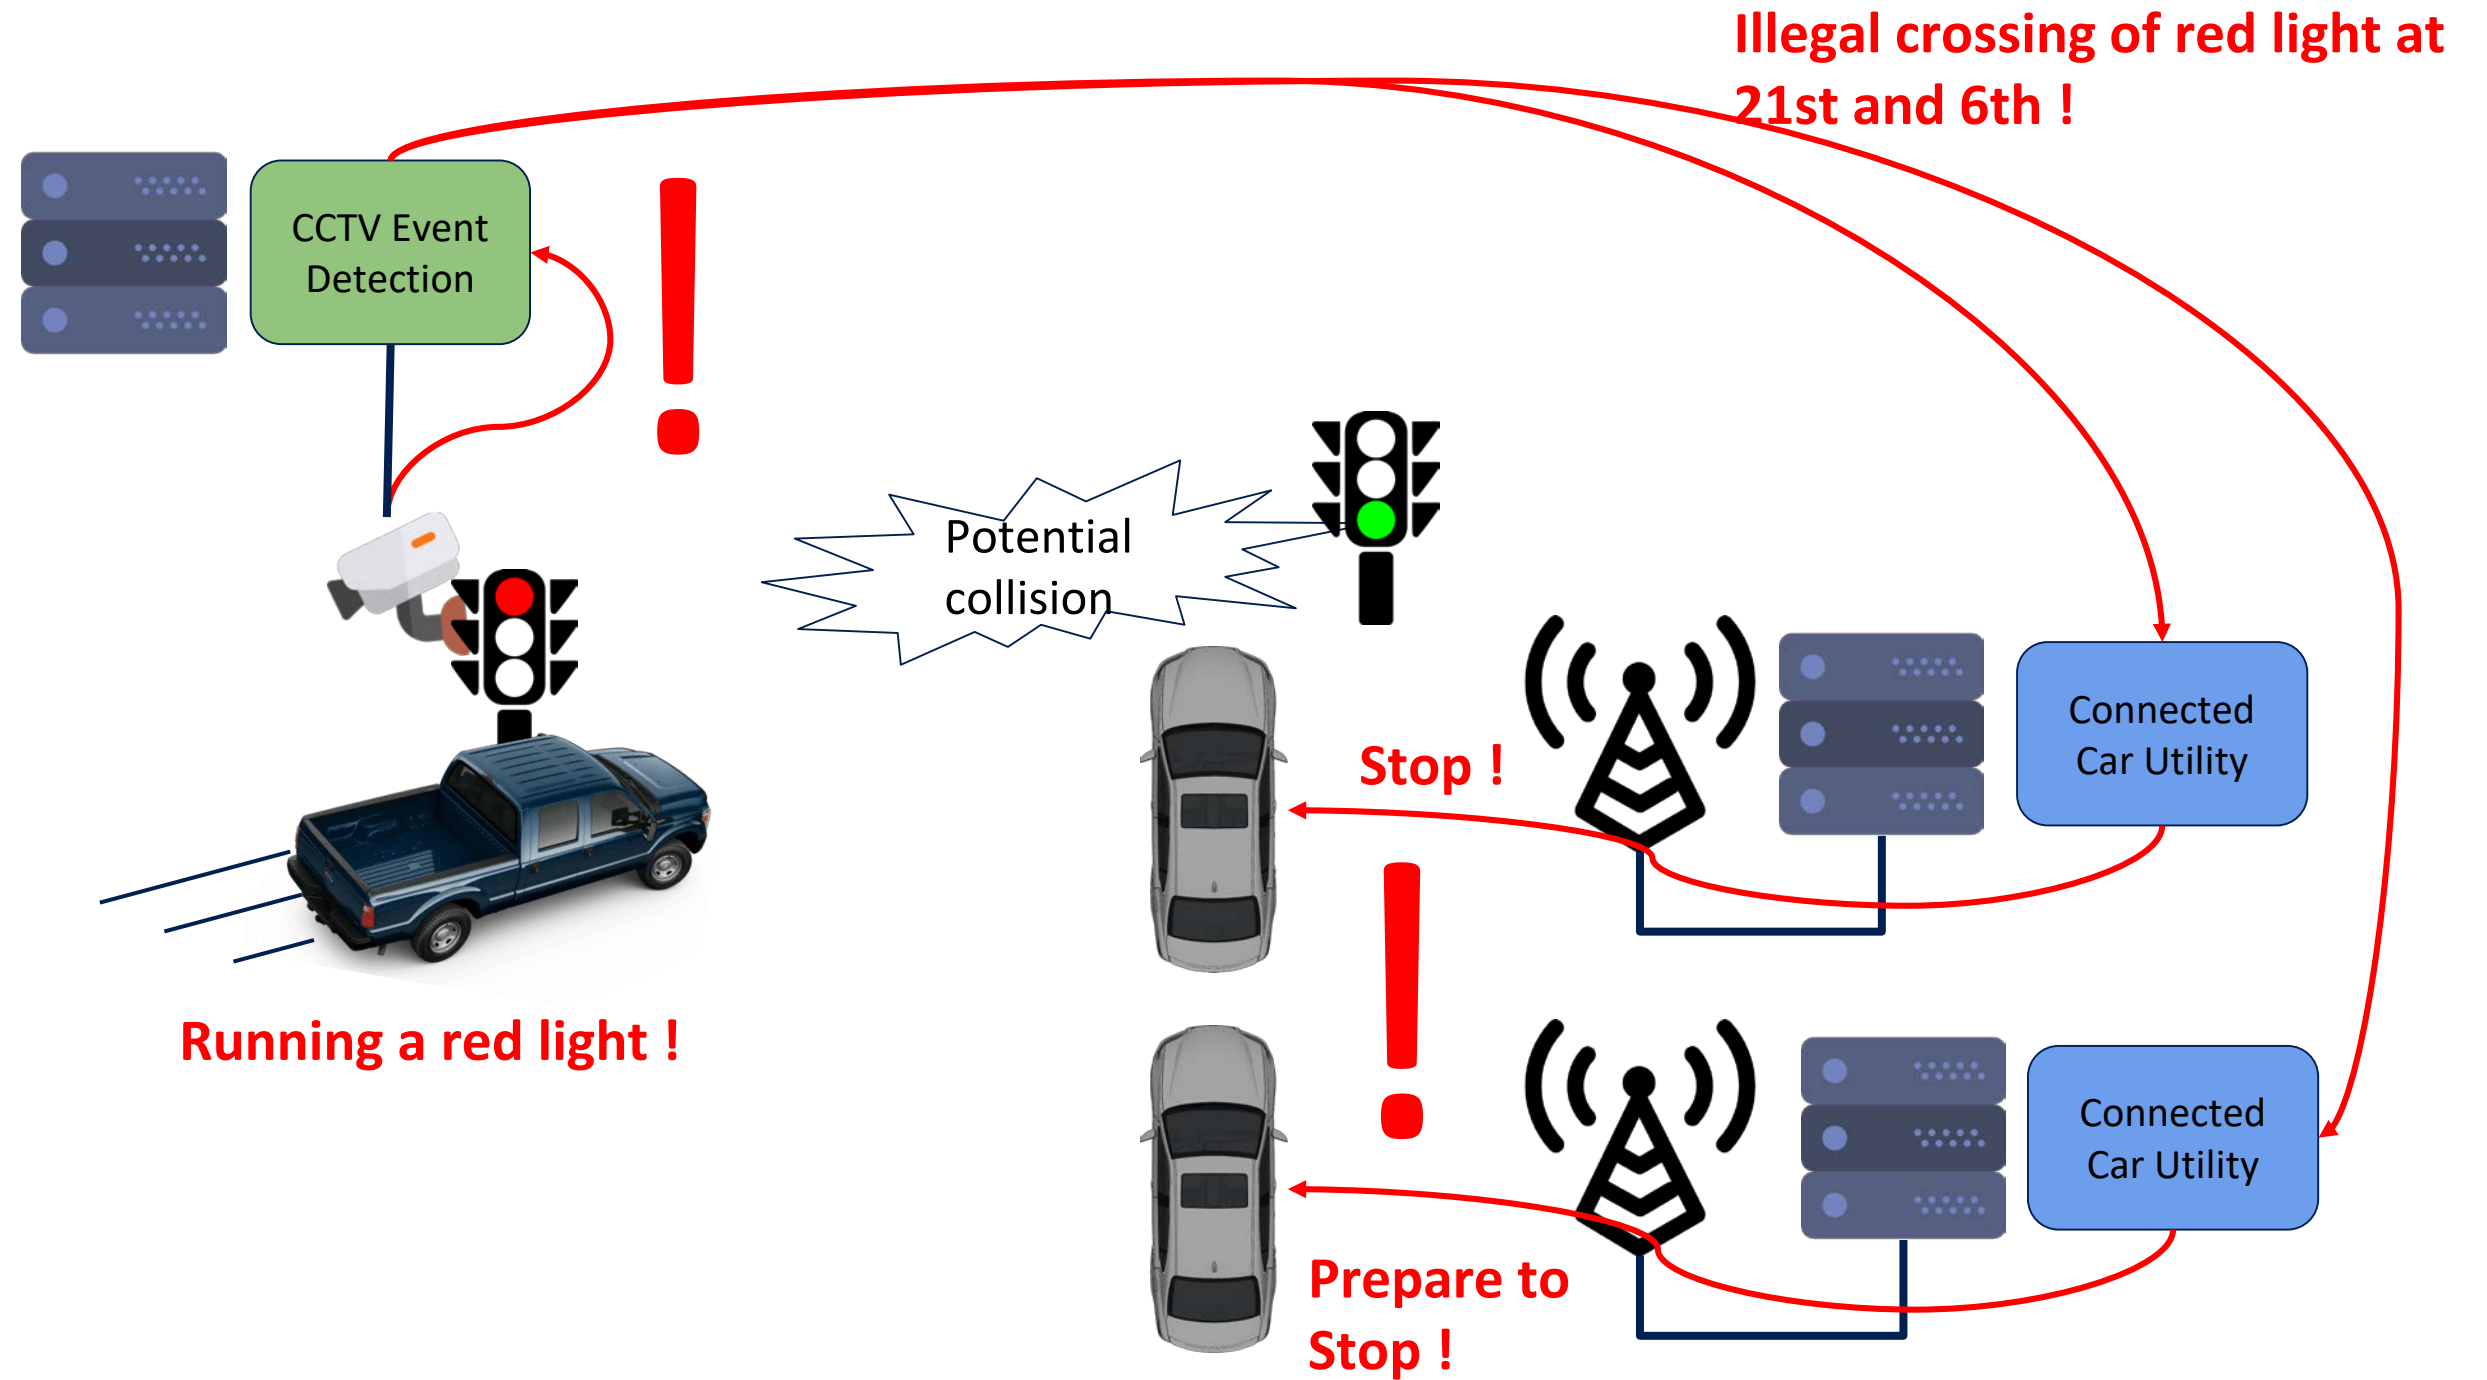 Illegal crossing of red light at
21st and 6th !
CCTV Event
Detection
Potential
collision
Connected
Car Utility
Stop !
Running a red light !
Connected
Car Utility
Prepare to
Stop !